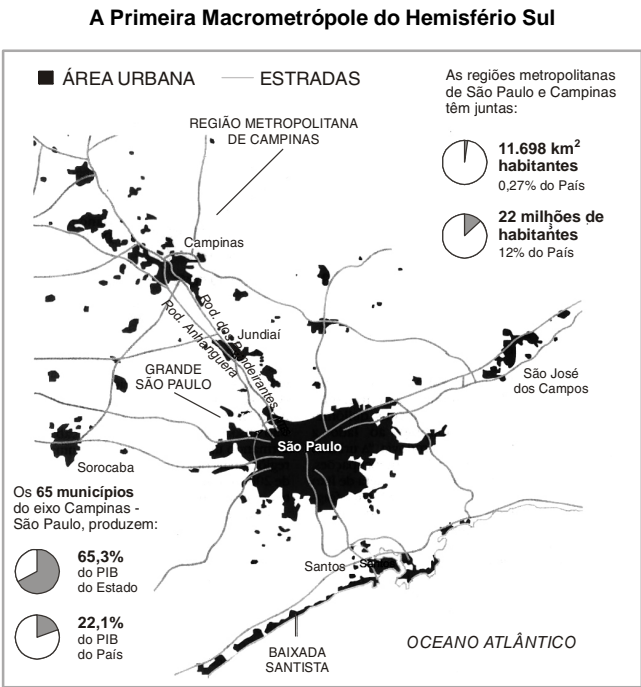 A Primeira Macrometrópole do Hemisfério Sul
ÁREA URBANA
ESTRADAS
As regiões metropolitanas
de São Paulo e Campinas
têm juntas:
11.698 km²
habitantes
0,27% do País
22 milhões de
habitantes
12% do País
REGIÃO METROPOLITANA
DE CAMPINAS
Campinas
Rod. dos Bandeirantes
Rod. Anhanguera
Jundiaí
GRANDE
SÃO PAULO
São José
dos Campos
São Paulo
Sorocaba
Os 65 municípios
do eixo Campinas -
São Paulo, produzem:
65,3%
do PIB
do Estado
22,1%
do PIB
do País
Santos
BAIXADA
SANTISTA
OCEANO ATLÂNTICO